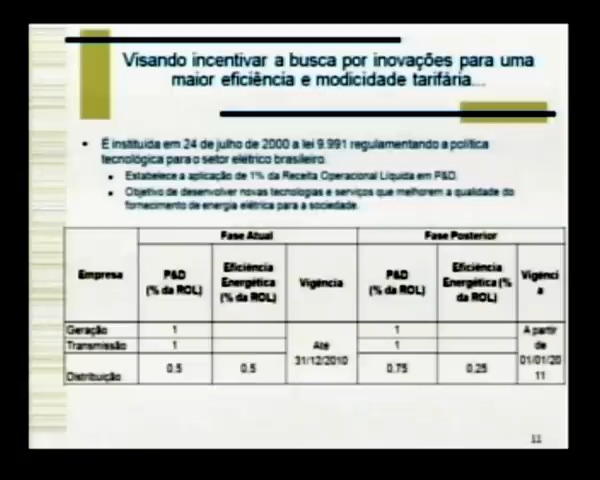 Visando incentivar a busca por inovações para uma
maior eficiência e modicidade tarifária...
• É instituída em 24 de julho de 2000 a lei 9.991 regulamentando a política
tecnológica para o setor elétrico brasileiro.
• Estabelece a aplicação de 1% da Receita Operacional Líquida em P&D.
• Objetivo de desenvolver novas tecnologias e serviços que melhorem a qualidade do
fornecimento de energia elétrica para a sociedade.
Empresa
Fase Atual
Fase Posterior
P&D
(% da ROL)
Eficiência
Energética
(% da ROL)
Vigência
P&D
(% da ROL)
Eficiência
Energética (%
da ROL)
Vigênci
a
Geração 1
1
Transmissão 1
1
Distribuição 0.5 0.5
Até
31/12/2010
0.75 0.25
A partir
de
01/01/20
11
11